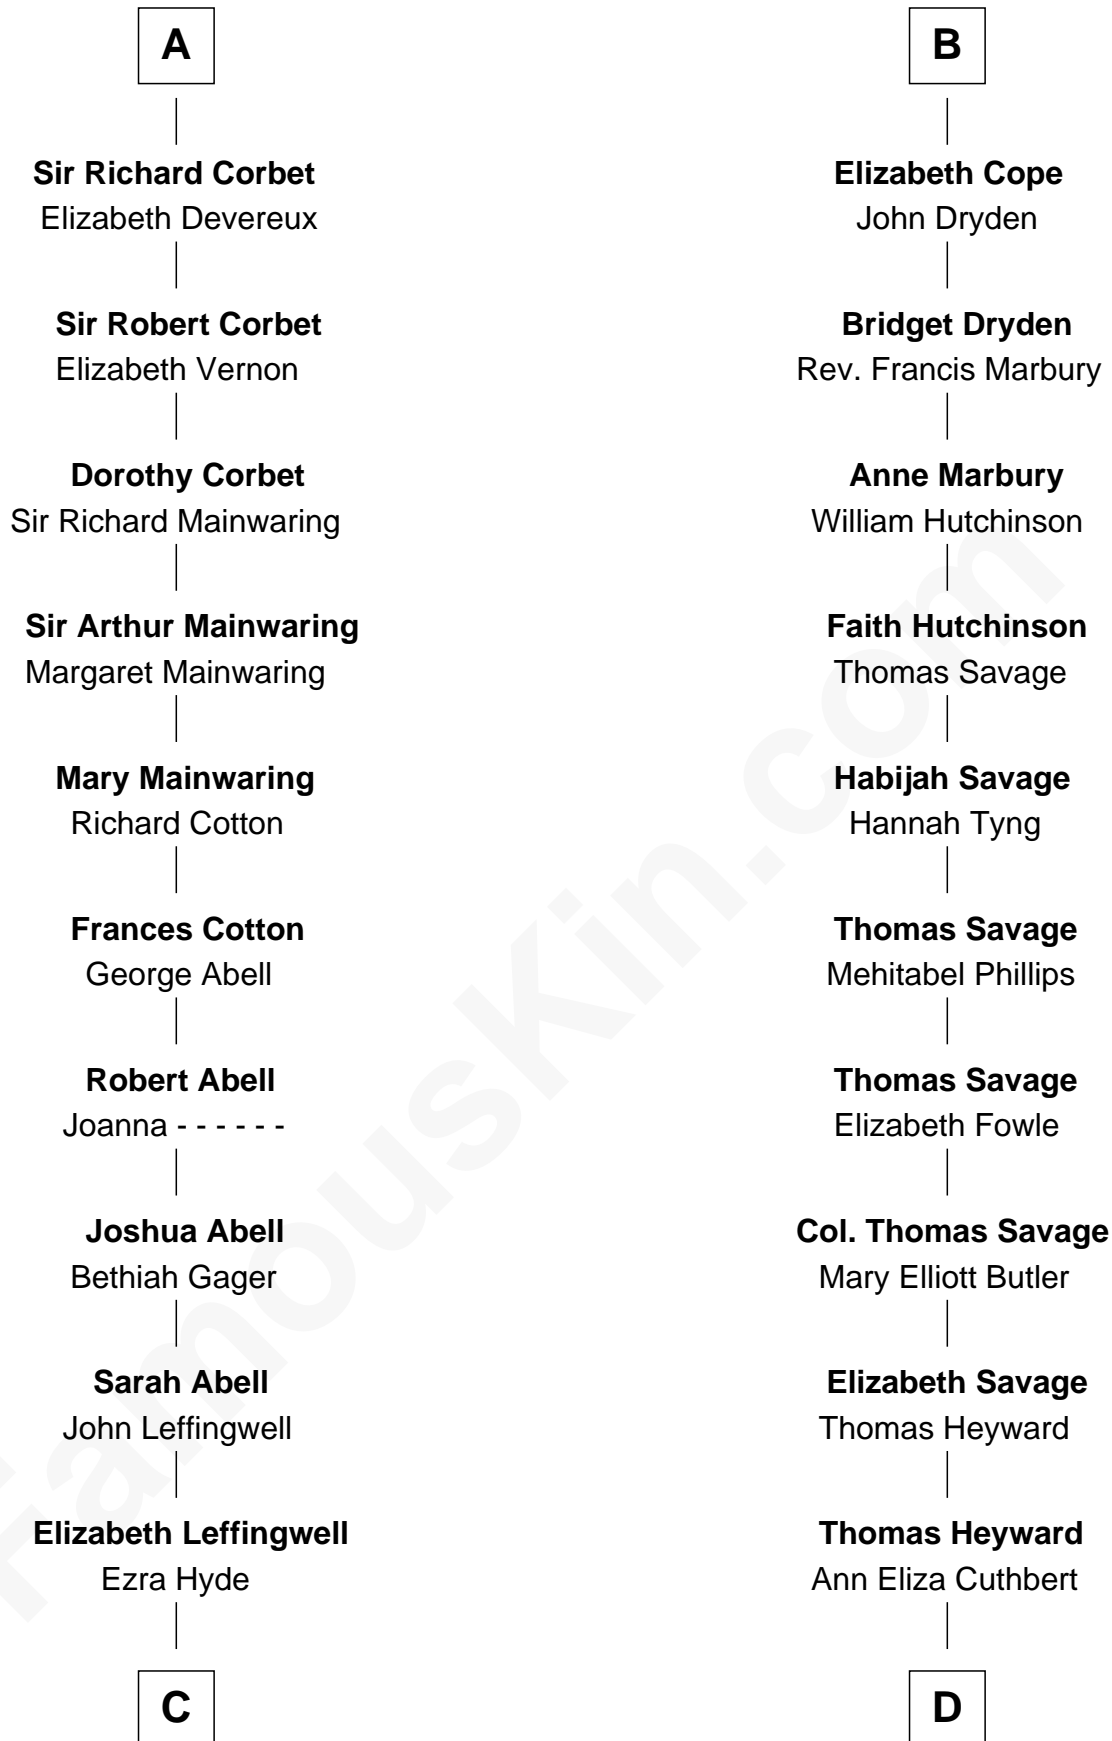 A
Sir Richard Corbet
Elizabeth Devereux
Sir Robert Corbet
Elizabeth Vernon
Dorothy Corbet
Sir Richard Mainwaring
Sir Arthur Mainwaring
Margaret Mainwaring
Mary Mainwaring
Richard Cotton
Frances Cotton
George Abell
Robert Abell
Joanna - - - - - -
Joshua Abell
Bethiah Gager
Sarah Abell
John Leffingwell
Elizabeth Leffingwell
Ezra Hyde
C
B
Elizabeth Cope
John Dryden
Bridget Dryden
Rev. Francis Marbury
Anne Marbury
William Hutchinson
Faith Hutchinson
Thomas Savage
Habijah Savage
Hannah Tyng
Thomas Savage
Mehitabel Phillips
Thomas Savage
Elizabeth Fowle
Col. Thomas Savage
Mary Elliott Butler
Elizabeth Savage
Thomas Heyward
Thomas Heyward
Ann Eliza Cuthbert
D
FamousKin.com